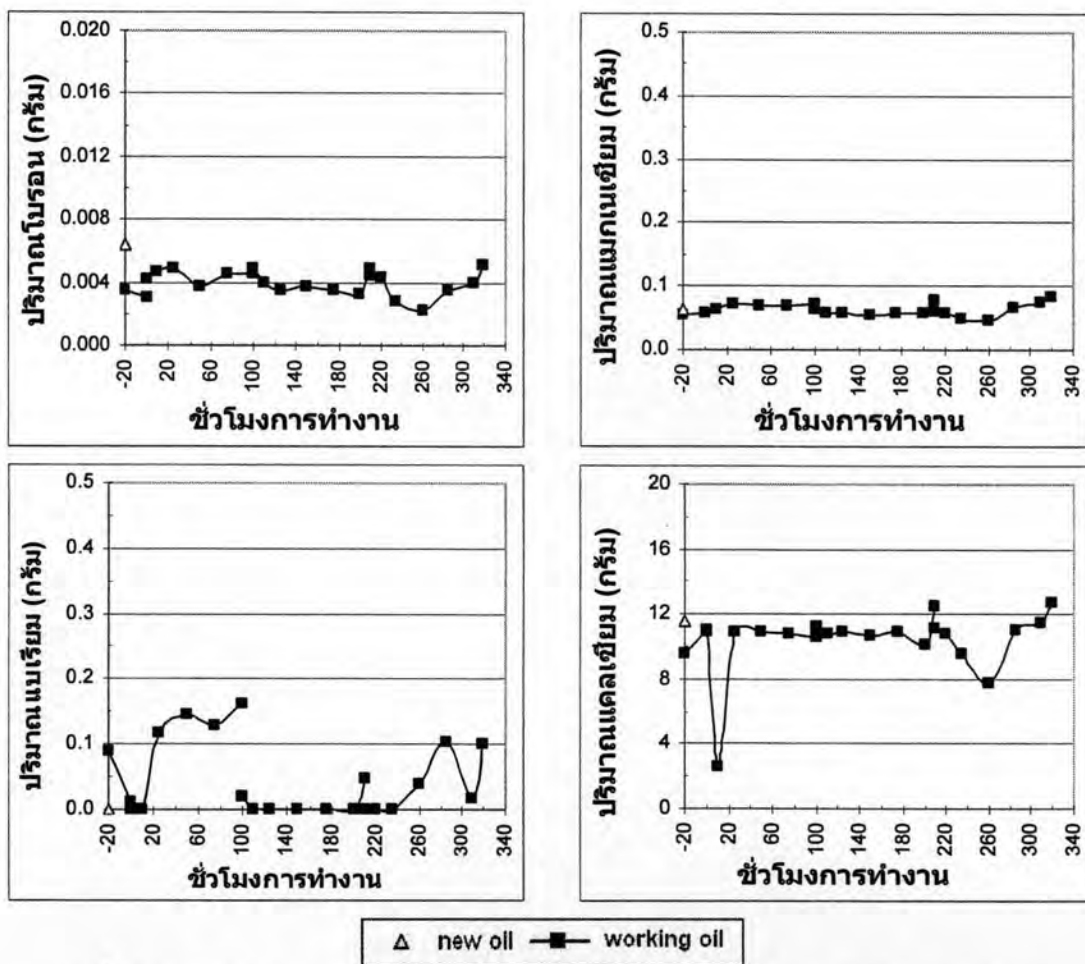 ปริมาณโบรอน (กรัม)
0.020
0.016
0.012
0.008
0.004
0.000
-20 20 60 100 140 180 220 260 300 340
ชั่วโมงการทำงาน
ปริมาณแมกเนเซียม (กรัม)
0.5
0.4
0.3
0.2
0.1
0.0
-20 20 60 100 140 180 220 260 300 340
ชั่วโมงการทำงาน
ปริมาณแบเรียม (กรัม)
0.5
0.4
0.3
0.2
0.1
0.0
-20 20 60 100 140 180 220 260 300 340
ชั่วโมงการทำงาน
ปริมาณแคลเซียม (กรัม)
20
16
12
8
4
0
-20 20 60 100 140 180 220 260 300 340
ชั่วโมงการทำงาน
new oil working oil